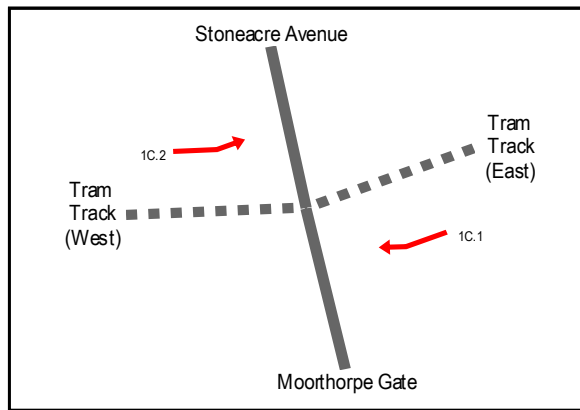 Stoneacre Avenue
Tram
Track
(East)
1C.2
Tram
Track
(West)
1C.1
Moorthorpe Gate